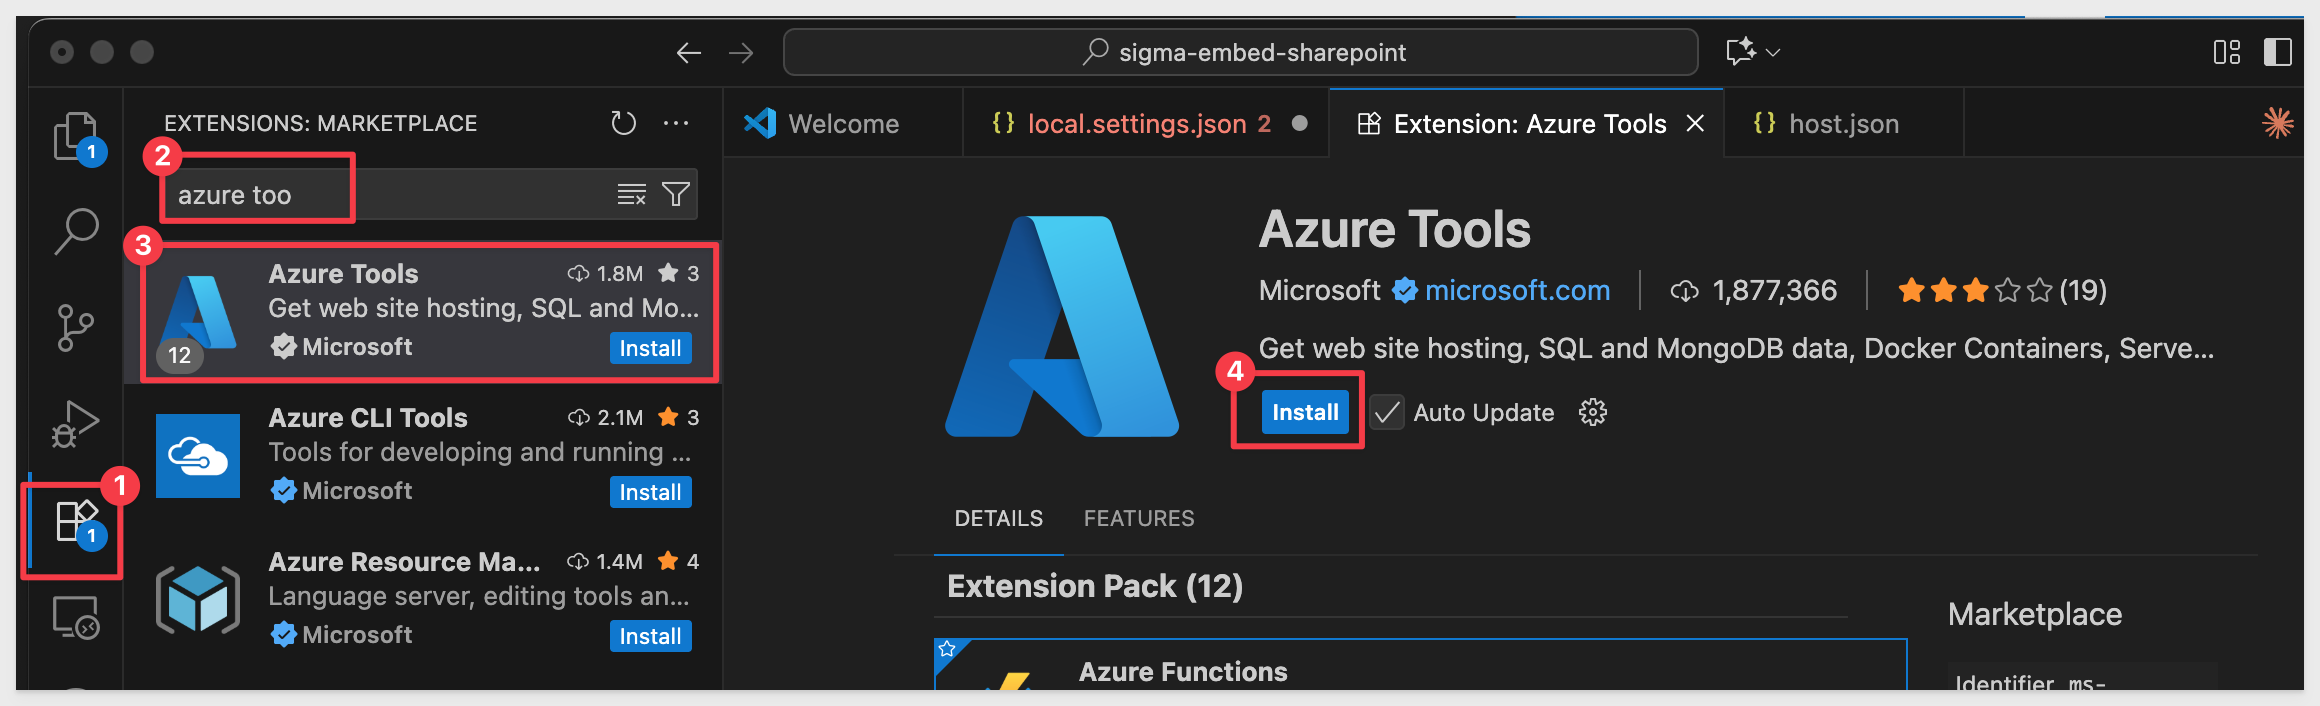 sigma-embed-sharepoint
EXTENSIONS: MARKETPLACE
Welcome
{} local.settings.json 2
Extension: Azure Tools
{} host.json
1
2
azure too
3
Azure Tools 1.8M 3
Get web site hosting, SQL and Mo...
Microsoft Install
12
Azure CLI Tools 2.1M 3
Tools for developing and running ...
Microsoft Install
1
1
Azure Resource Ma... 1.4M 4
Language server, editing tools an...
Microsoft Install
Azure Tools
Microsoft microsoft.com 1,877,366 (19)
Get web site hosting, SQL and MongoDB data, Docker Containers, Serve...
4
Install Auto Update
DETAILS FEATURES
Extension Pack (12)
Azure Functions
Marketplace
Identifier ms-